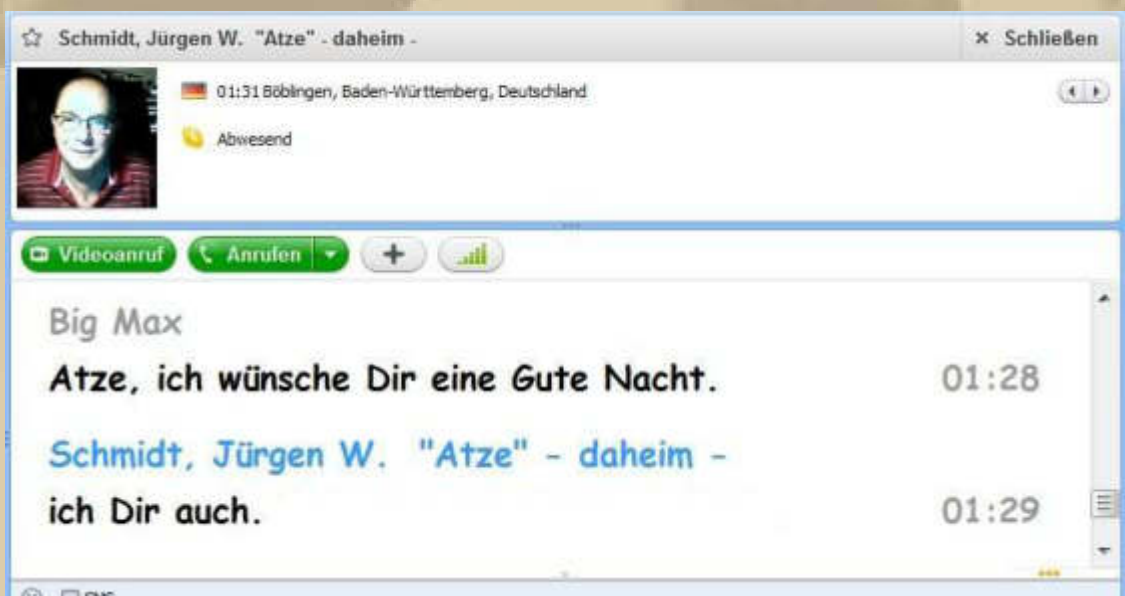 Schmidt, Jürgen W. "Atze" - daheim -
× Schließen
01:31 Böblingen, Baden-Württemberg, Deutschland
Abwesend
Videoanruf Anrufen +
Big Max
Atze, ich wünsche Dir eine Gute Nacht. 01:28
Schmidt, Jürgen W. "Atze" - daheim -
ich Dir auch. 01:29